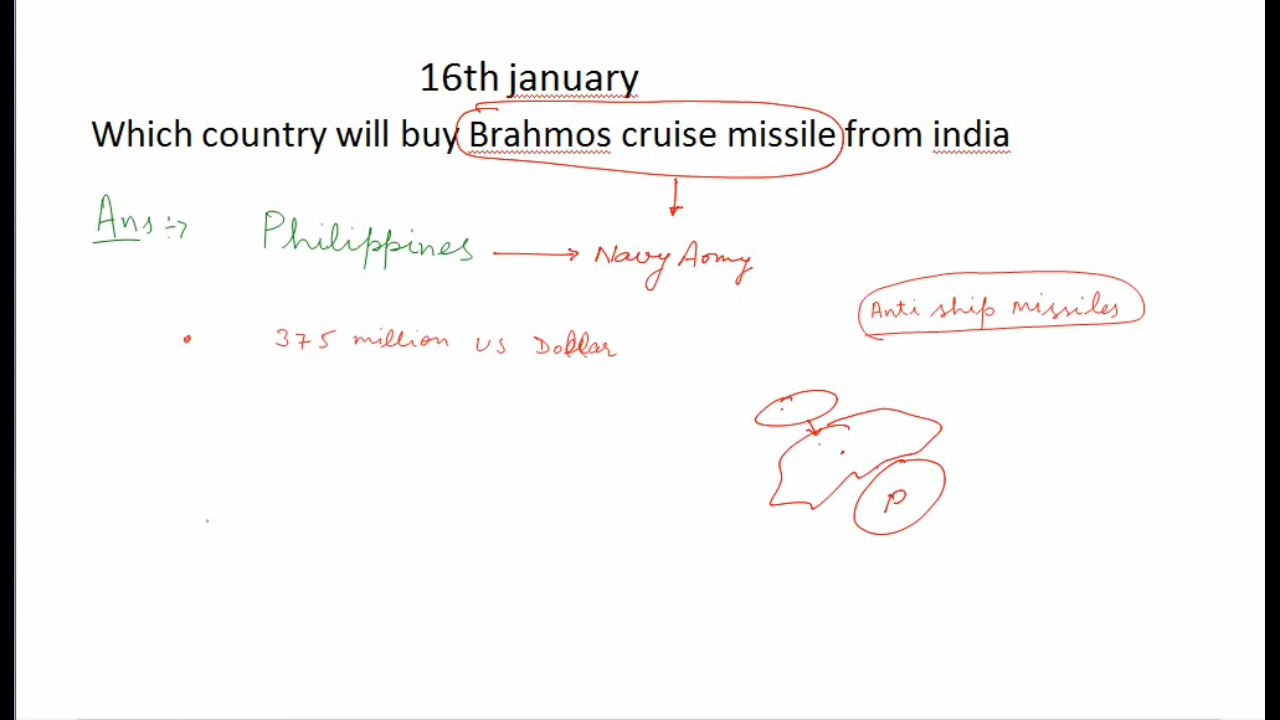 16th january
Which country will buy Brahmos cruise missile from india
Ans :→ Philippines → Navy Aomy
Anti ship missiles
• 375 million US Dollar
P